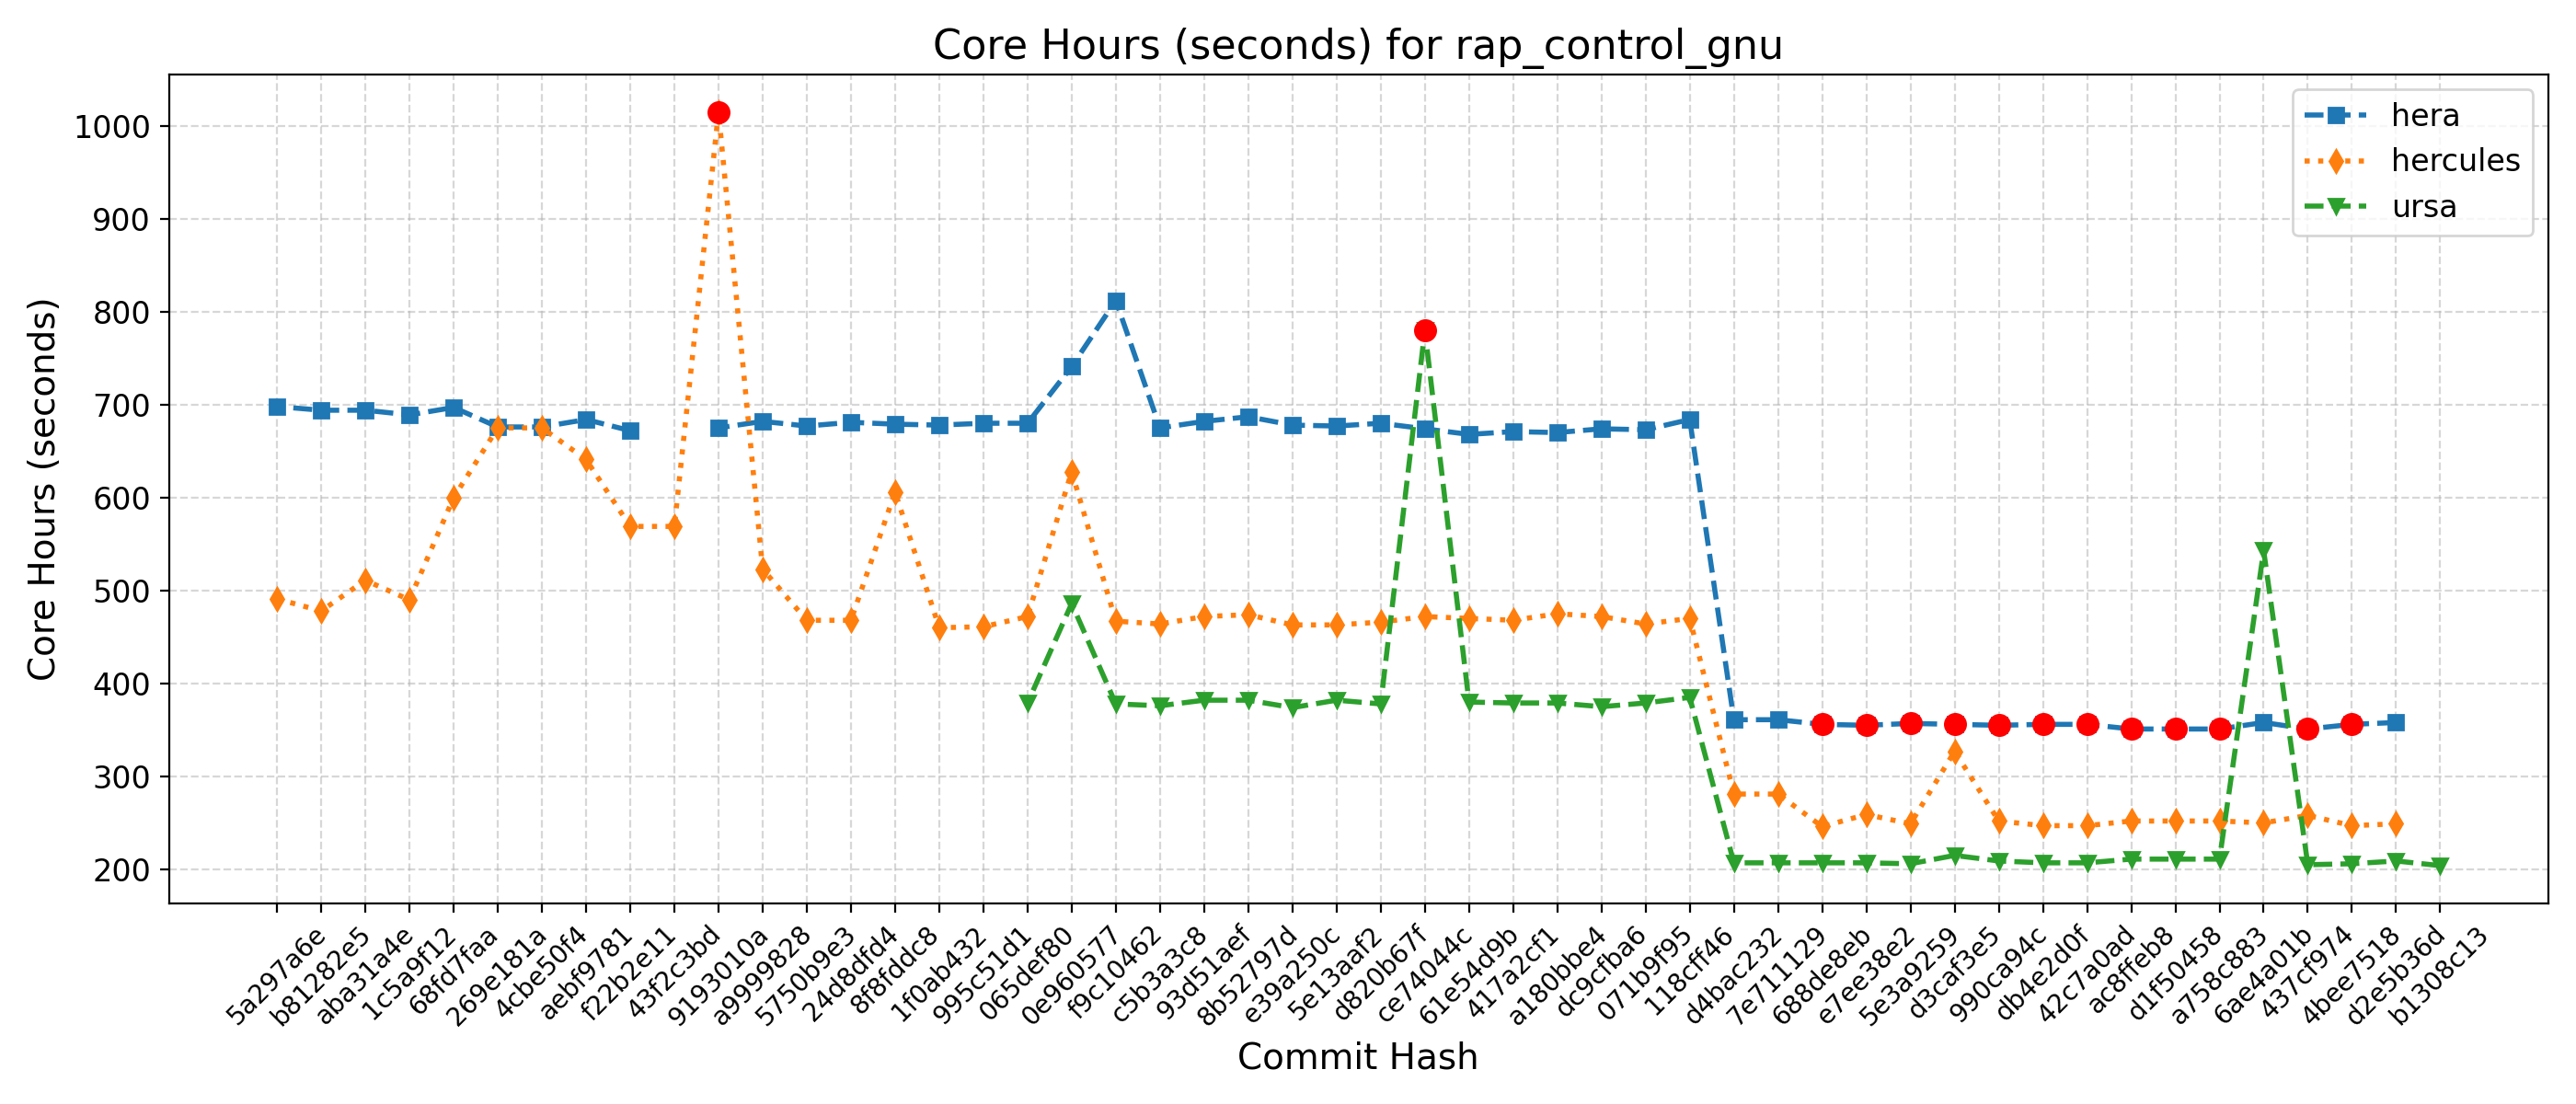 Core Hours (seconds) for rap_control_gnu
hera
hercules
ursa
1000
900
800
700
600
500
400
300
200
Core Hours (seconds)
5a297a6e
b81282e5
aba31a4e
1c5a9f12
68fd7faa
269e181a
4cbe50f4
aebf9781
f22b2e11
43f2c3bd
9193010a
a9999828
5750b9e3
24d8dfd4
8f8fddc8
1f0ab432
995c51d1
065def80
0e960577
f9c10462
c5b3a3c8
93d51aef
8b52797d
e39a250c
5e13aaf2
d820b67f
ce74044c
61e54d9b
417a2cf1
a180bbe4
dc9cfba6
071b9f95
118cff46
d4bac232
7e711129
688de8eb
e7ee38e2
5e3a9259
d3caf3e5
990ca94c
db4e2d0f
42c7a0ad
ac8ffeb8
d1f50458
a758c883
6ae4a01b
437cf974
4bee7518
d2e5b36d
b1308c13
Commit Hash